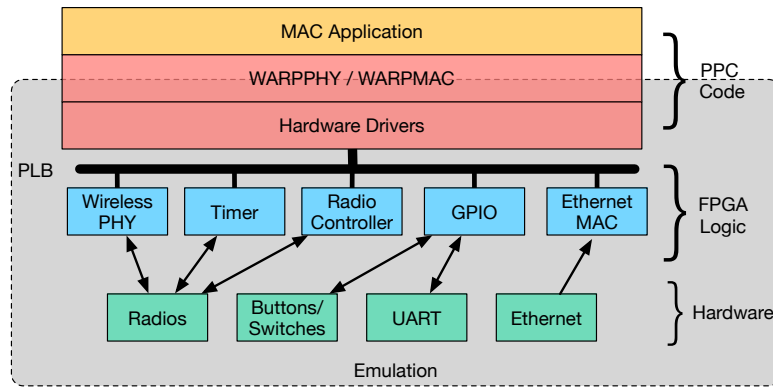 MAC Application
WARPPHY / WARPMAC
Hardware Drivers
PPC
Code
PLB
Wireless
PHY
Timer
Radio
Controller
GPIO
Ethernet
MAC
FPGA
Logic
Radios
Buttons/
Switches
UART
Ethernet
Hardware
Emulation